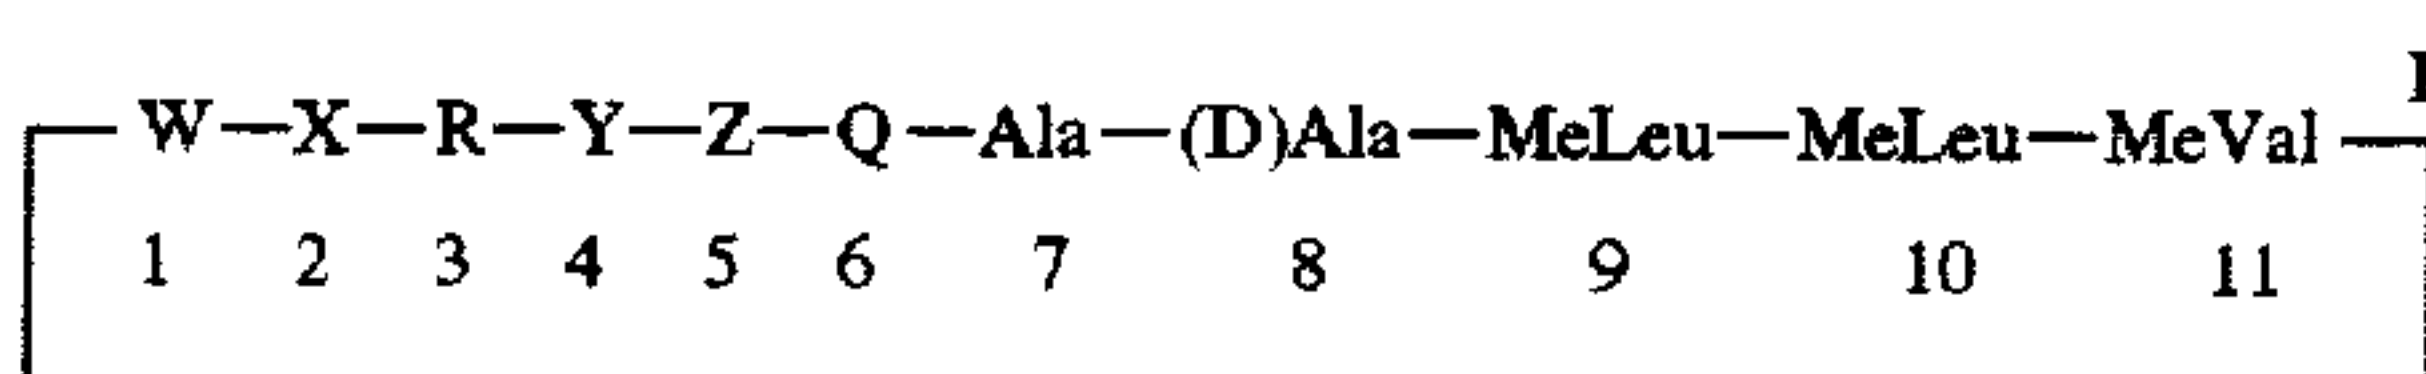 W—X—R—Y—Z—Q—Ala—(D)Ala—MeLeu—MeLeu—MeVal
1 2 3 4 5 6 7 8 9 10 11